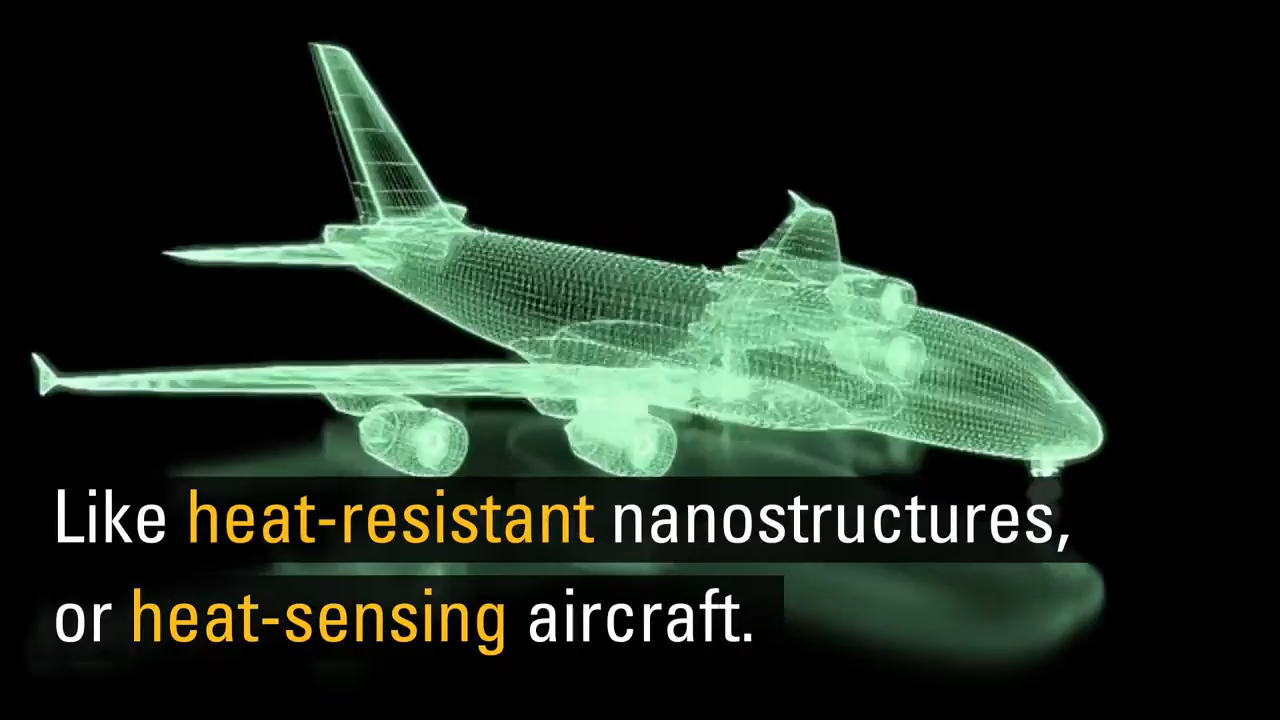 Like heat-resistant nanostructures,
or heat-sensing aircraft.